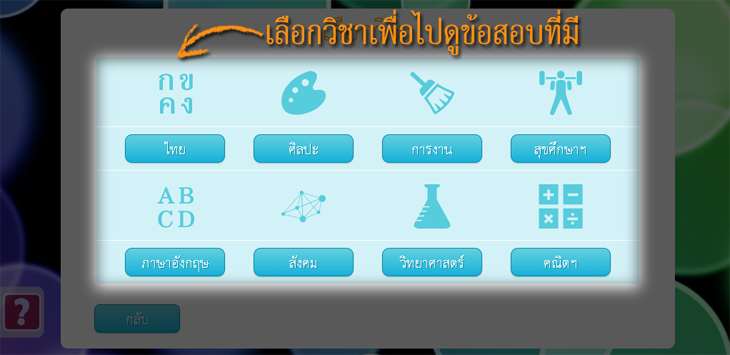 เลือกวิชาเพื่อไปดูข้อสอบที่มี
ก ข
ค ง
ไทย
ศิลปะ
การงาน
สุขศึกษาฯ
A B
C D
+ −
× ÷
ภาษาอังกฤษ
สังคม
วิทยาศาสตร์
คณิตฯ
?
กลับ